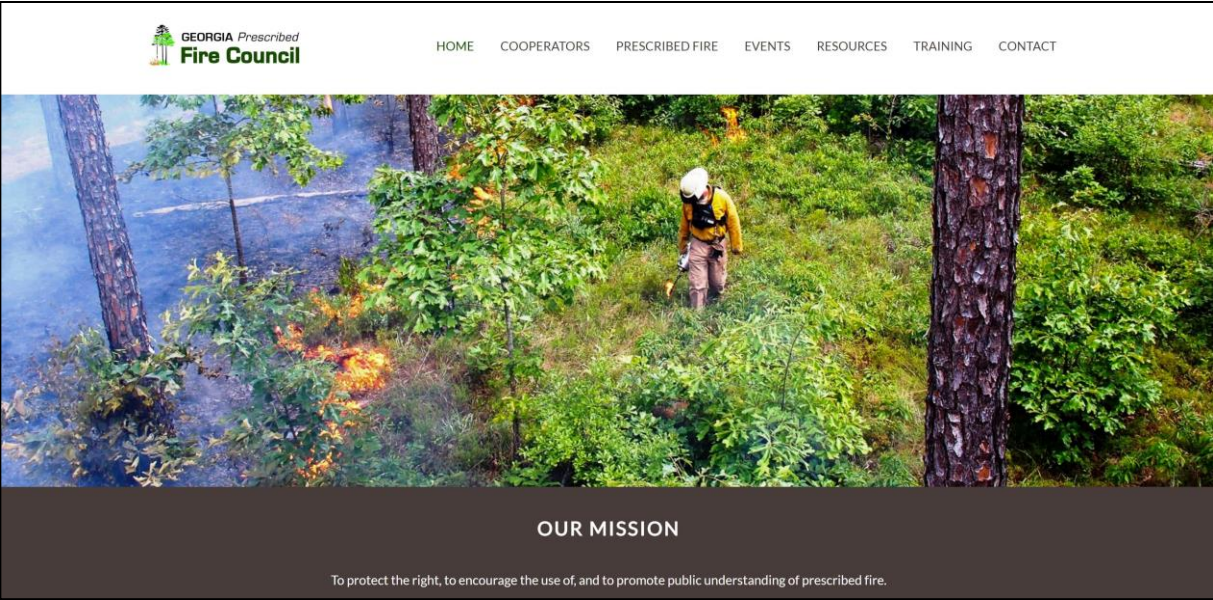 GEORGIA Prescribed
Fire Council
HOME COOPERATORS PRESCRIBED FIRE EVENTS RESOURCES TRAINING CONTACT
OUR MISSION
To protect the right, to encourage the use of, and to promote public understanding of prescribed fire.